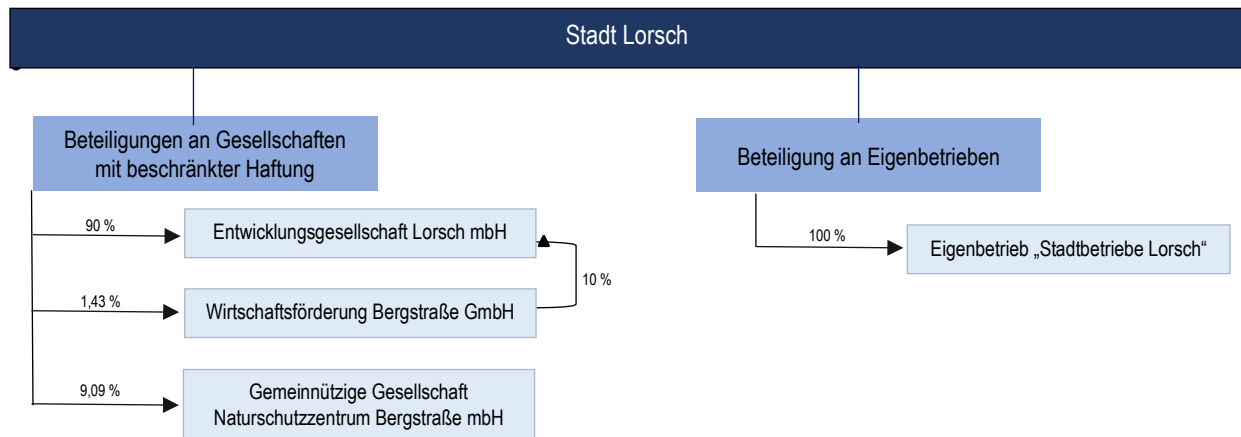 Stadt Lorsch
Beteiligungen an Gesellschaften
mit beschränkter Haftung
90 %
Entwicklungsgesellschaft Lorsch mbH
10 %
1,43 %
Wirtschaftsförderung Bergstraße GmbH
9,09 %
Gemeinnützige Gesellschaft
Naturschutzzentrum Bergstraße mbH
Beteiligung an Eigenbetrieben
100 %
Eigenbetrieb „Stadtbetriebe Lorsch“